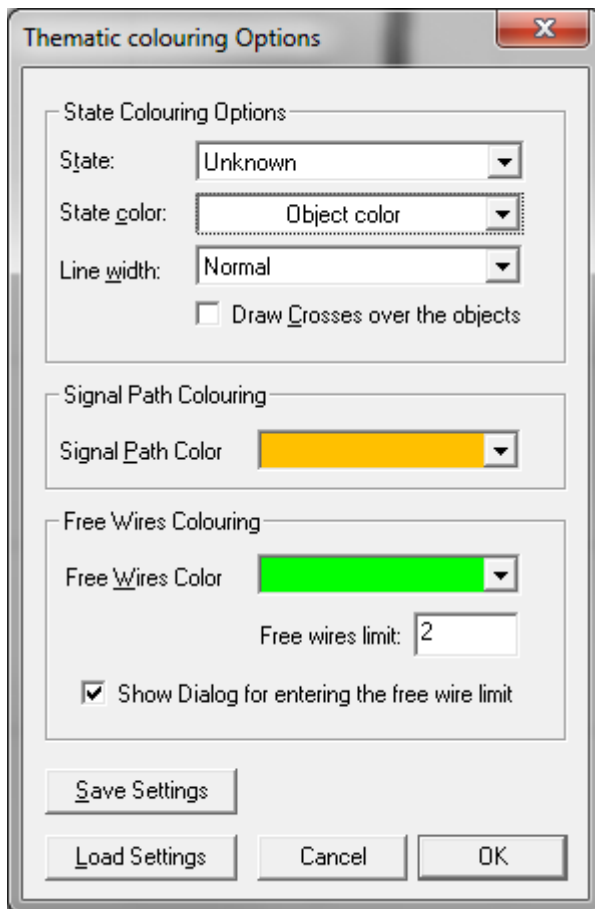 Thematic colouring Options
State Colouring Options
State: Unknown
State color: Object color
Line width: Normal
Draw Crosses over the objects
Signal Path Colouring
Signal Path Color
Free Wires Colouring
Free Wires Color
Free wires limit: 2
Show Dialog for entering the free wire limit
Save Settings
Load Settings Cancel OK